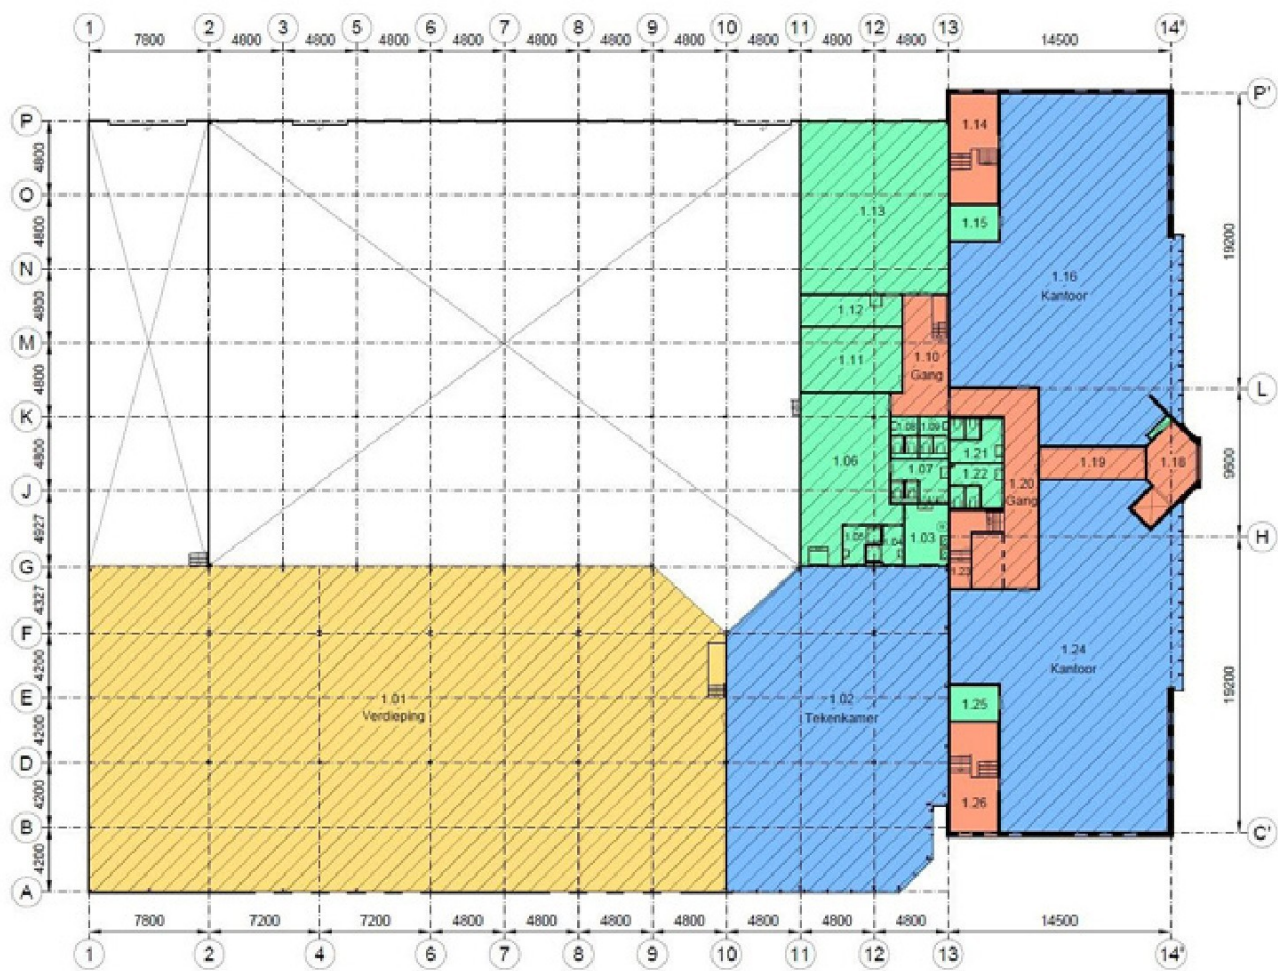 1 2 3 5 6 7 8 9 10 11 12 13 14'
7800 4800 4800 7200 4800 4800 4800 4800 4800 4800 4800 14500
P P'
1.14
4800
O
1.13 1.15
4800 19200
N
1.16
Kantoor
1.12
4800
M
1.11 1.10
Gang
4800
L
K
1.08 1.09
1.21
4800 1.06 1.07 1.22 1.19 1.18 9600
J
1.20
Gang
4927 1.05 1.04 1.03
H
G 1.23
4327
F
4200 1.24
Kantoor
E
1.01
Verdieping
1.02
Tekenkamer
1.25
4200 19200
D
4200 1.26
B C'
4200
A
7800 7200 7200 4800 4800 4800 4800 4800 4800 4800 14500
1 2 4 6 7 8 9 10 11 12 13 14'